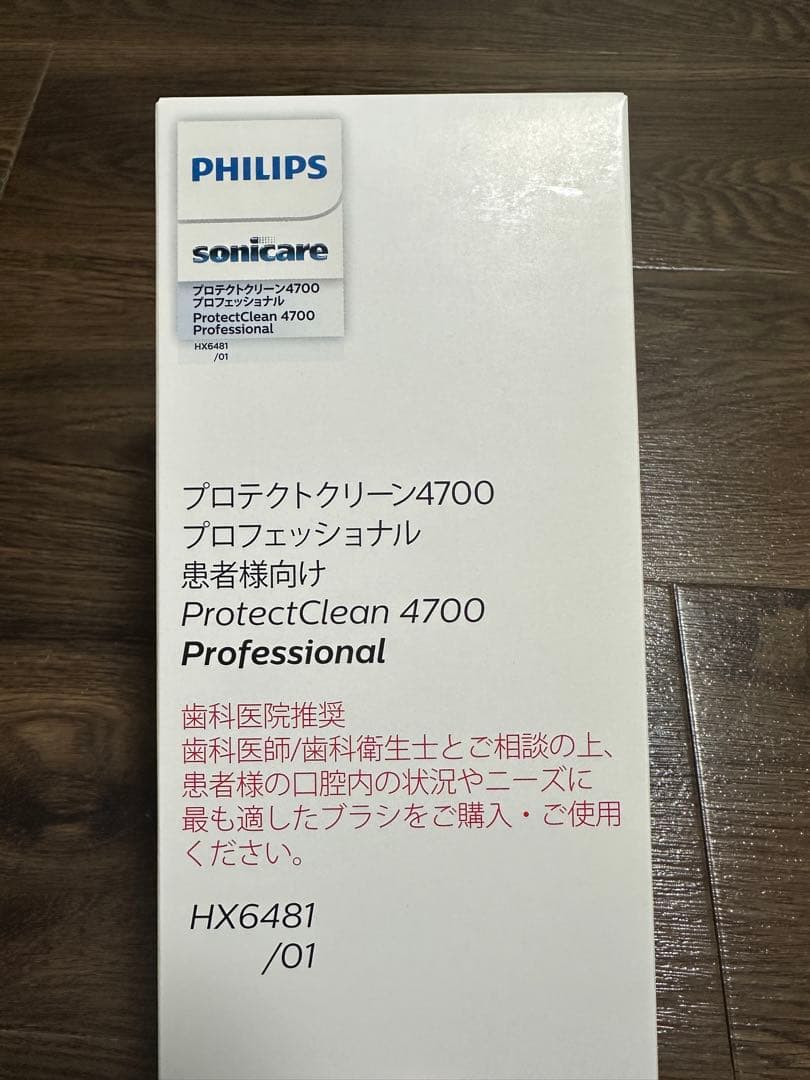 PHILIPS
sonicare
プロテクトクリーン4700
プロフェッショナル
ProtectClean 4700
Professional
HX6481
/01
プロテクトクリーン4700
プロフェッショナル
患者様向け
ProtectClean 4700
Professional
歯科医院推奨
歯科医師/歯科衛生士とご相談の上、
患者様の口腔内の状況やニーズに
最も適したブラシをご購入・ご使用
ください。
HX6481
/01